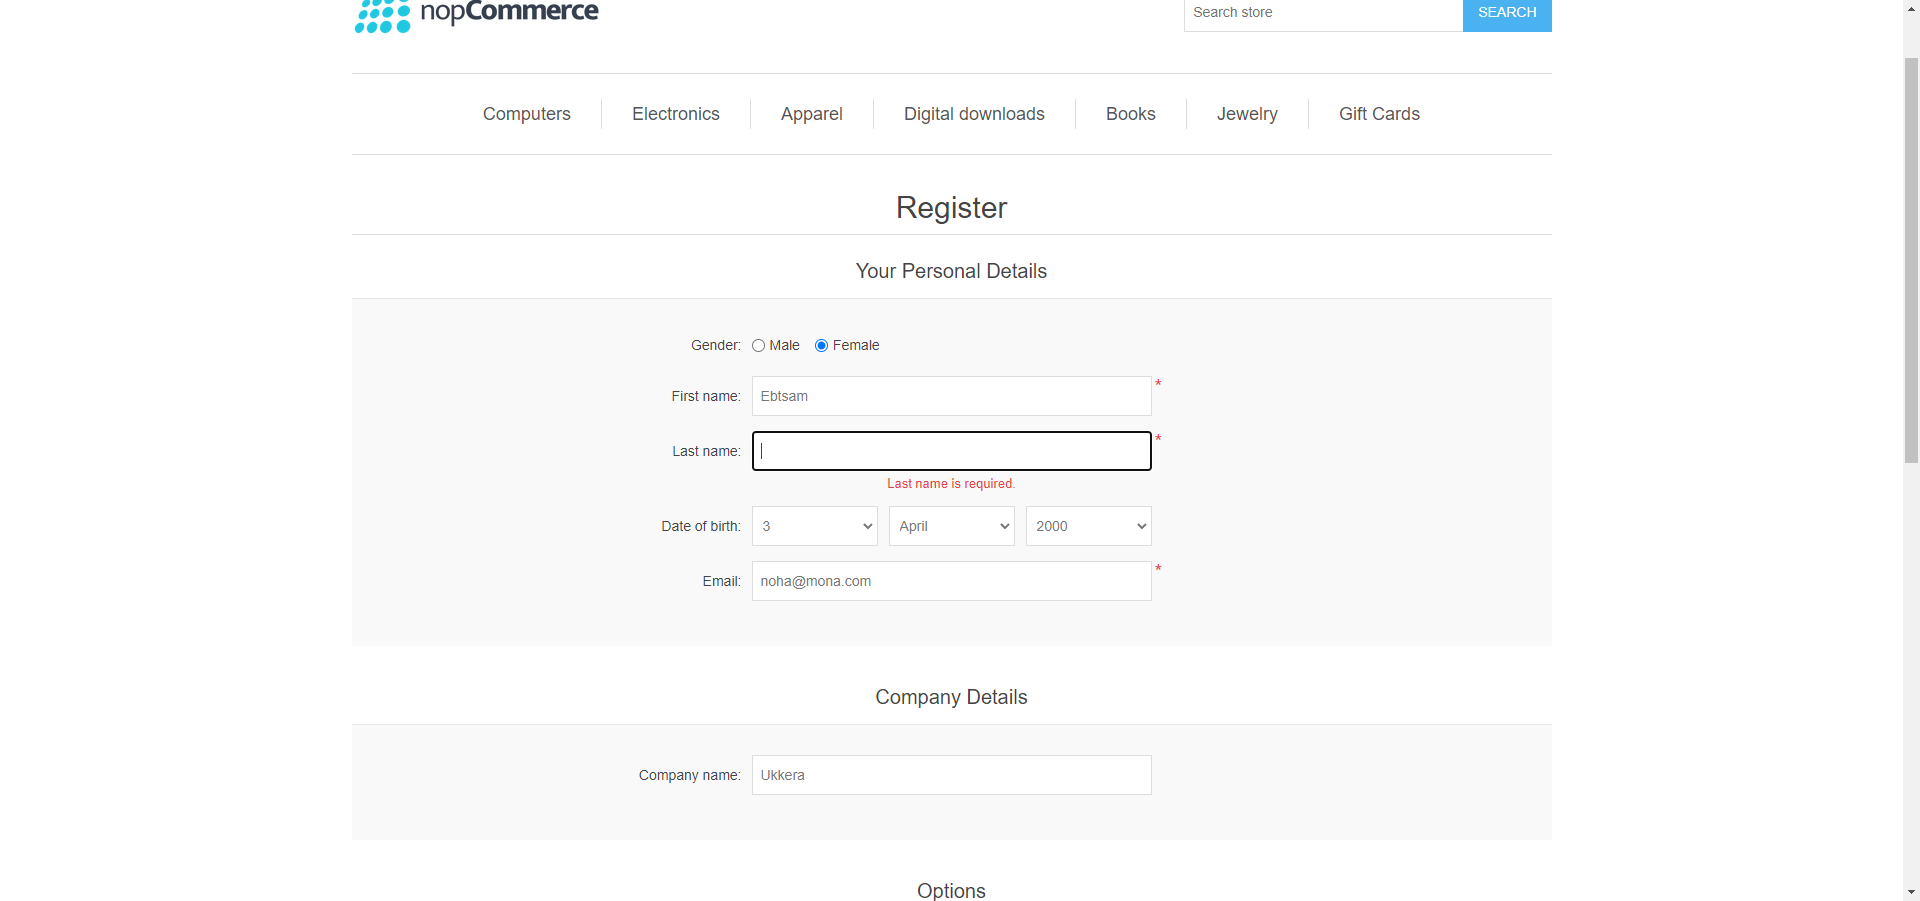 nopCommerce
Search store
SEARCH
Computers
Electronics
Apparel
Digital downloads
Books
Jewelry
Gift Cards
Register
Your Personal Details
Gender: Male Female
First name: Ebtsam *
Last name: *
Last name is required.
Date of birth: 3 April 2000
Email: noha@mona.com *
Company Details
Company name: Ukkera
Options